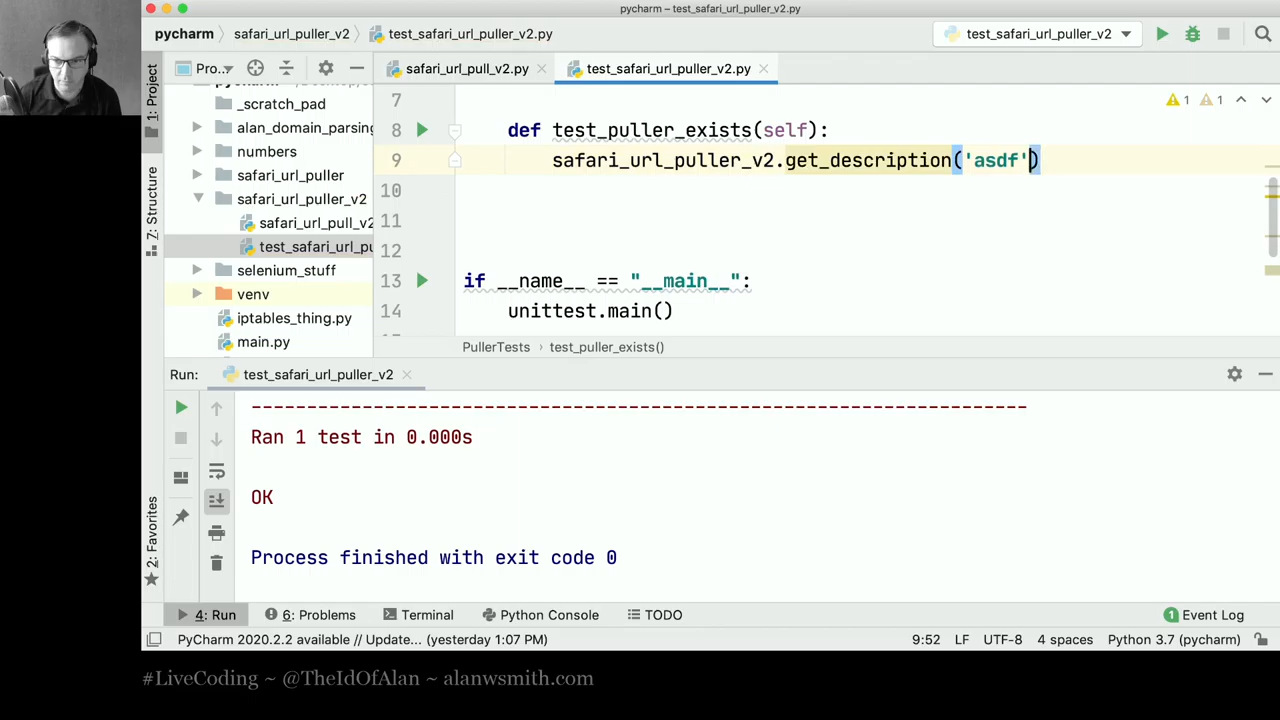 pycharm – test_safari_url_puller_v2.py
pycharm
safari_url_puller_v2
test_safari_url_puller_v2.py
test_safari_url_puller_v2
1: Project
Pro...
safari_url_pull_v2.py
test_safari_url_puller_v2.py
_scratch_pad
alan_domain_parsing
numbers
safari_url_puller
safari_url_puller_v2
safari_url_pull_v2
test_safari_url_pu
selenium_stuff
venv
iptables_thing.py
main.py
7
1 1
8 def test_puller_exists(self):
9 safari_url_puller_v2.get_description('asdf')
10
11
12
13 if __name__ == "__main__":
14 unittest.main()
PullerTests › test_puller_exists()
Z: Structure
2: Favorites
Run: test_safari_url_puller_v2
----------------------------------------------------------------------
Ran 1 test in 0.000s
OK
Process finished with exit code 0
4: Run
6: Problems
Terminal
Python Console
TODO
1 Event Log
PyCharm 2020.2.2 available // Update... (yesterday 1:07 PM)
9:52 LF UTF-8 4 spaces Python 3.7 (pycharm)
#LiveCoding ~ @TheIdOfAlan ~ alanwsmith.com